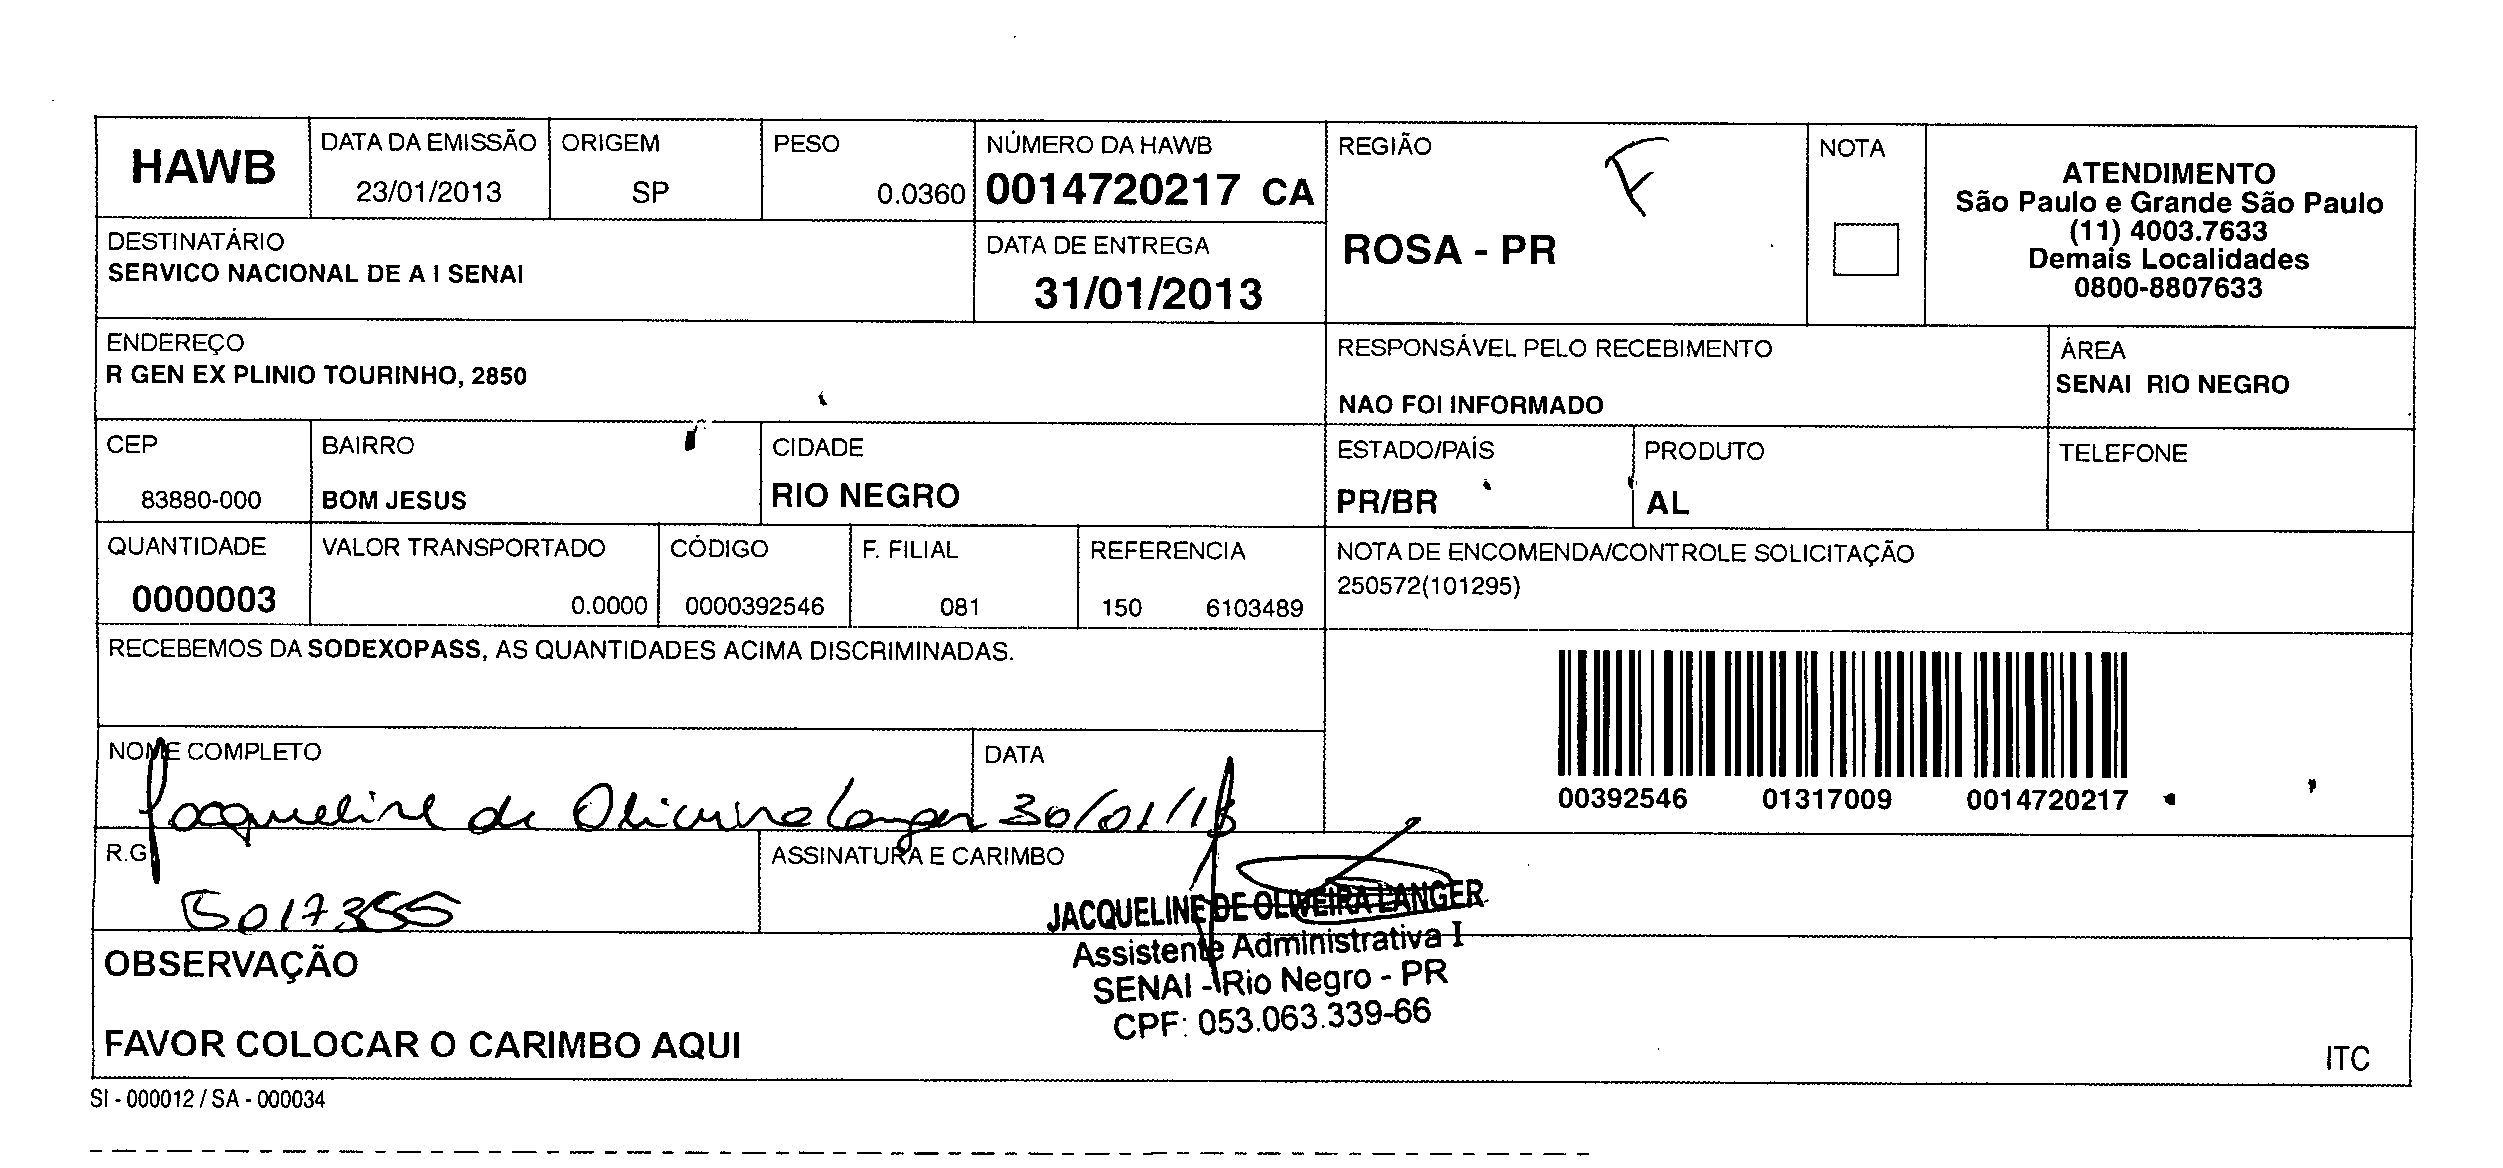 HAWB
DATA DA EMISSÃO
23/01/2013
ORIGEM
SP
PESO
0.0360
NÚMERO DA HAWB
0014720217 CA
REGIÃO
F
ROSA - PR
NOTA
ATENDIMENTO
São Paulo e Grande São Paulo
(11) 4003.7633
Demais Localidades
0800-8807633
DESTINATÁRIO
SERVICO NACIONAL DE A I SENAI
DATA DE ENTREGA
31/01/2013
ENDEREÇO
R GEN EX PLINIO TOURINHO, 2850
RESPONSÁVEL PELO RECEBIMENTO
NAO FOI INFORMADO
ÁREA
SENAI RIO NEGRO
CEP
83880-000
BAIRRO
BOM JESUS
CIDADE
RIO NEGRO
ESTADO/PAÍS
PR/BR
PRODUTO
AL
TELEFONE
QUANTIDADE
0000003
VALOR TRANSPORTADO
0.0000
CÓDIGO
0000392546
F. FILIAL
081
REFERENCIA
150 6103489
NOTA DE ENCOMENDA/CONTROLE SOLICITAÇÃO
250572(101295)
RECEBEMOS DA SODEXOPASS, AS QUANTIDADES ACIMA DISCRIMINADAS.
00392546 01317009 0014720217
NOME COMPLETO
Jacqueline de Oliveira Langer
DATA
30/01/13
R.G
5017355
ASSINATURA E CARIMBO
JACQUELINE DE OLIVEIRA LANGER
Assistente Administrativa I
SENAI - Rio Negro - PR
CPF: 053.063.339-66
OBSERVAÇÃO
FAVOR COLOCAR O CARIMBO AQUI
ITC
SI - 000012 / SA - 000034